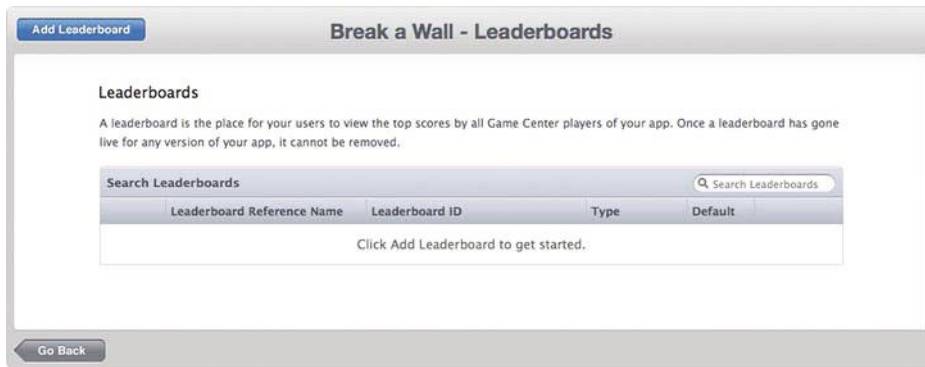 Add Leaderboard
Break a Wall - Leaderboards
Leaderboards
A leaderboard is the place for your users to view the top scores by all Game Center players of your app. Once a leaderboard has gone
live for any version of your app, it cannot be removed.
Search Leaderboards
Search Leaderboards
Leaderboard Reference Name Leaderboard ID Type Default
Click Add Leaderboard to get started.
Go Back